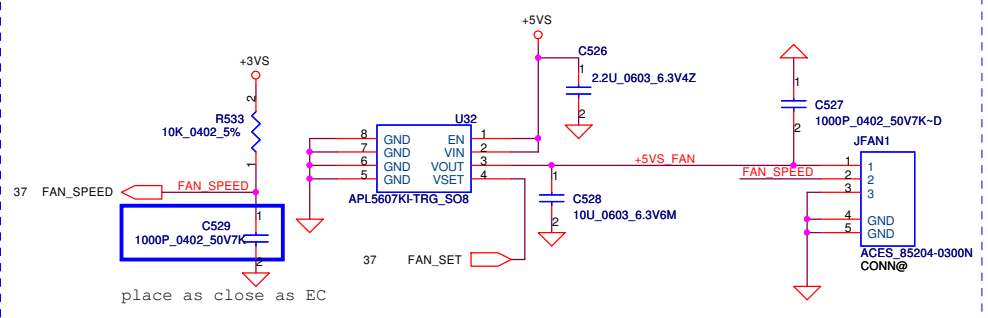 +5VS
C526
1
2.2U_0603_6.3V4Z
2
+3VS
2
R533
10K_0402_5%
1
1
C527
1000P_0402_50V7K~D
2
U32
8 GND EN 1
7 GND VIN 2
6 GND VOUT 3
5 GND VSET 4
APL5607KI-TRG_SO8
+5VS_FAN
FAN_SPEED
JFAN1
1 1
2 2
3 3
4 GND
5 GND
ACES_85204-0300N
CONN@
1
C528
10U_0603_6.3V6M
2
37 FAN_SPEED FAN_SPEED
C529
1
1000P_0402_50V7K
2
37 FAN_SET
place as close as EC